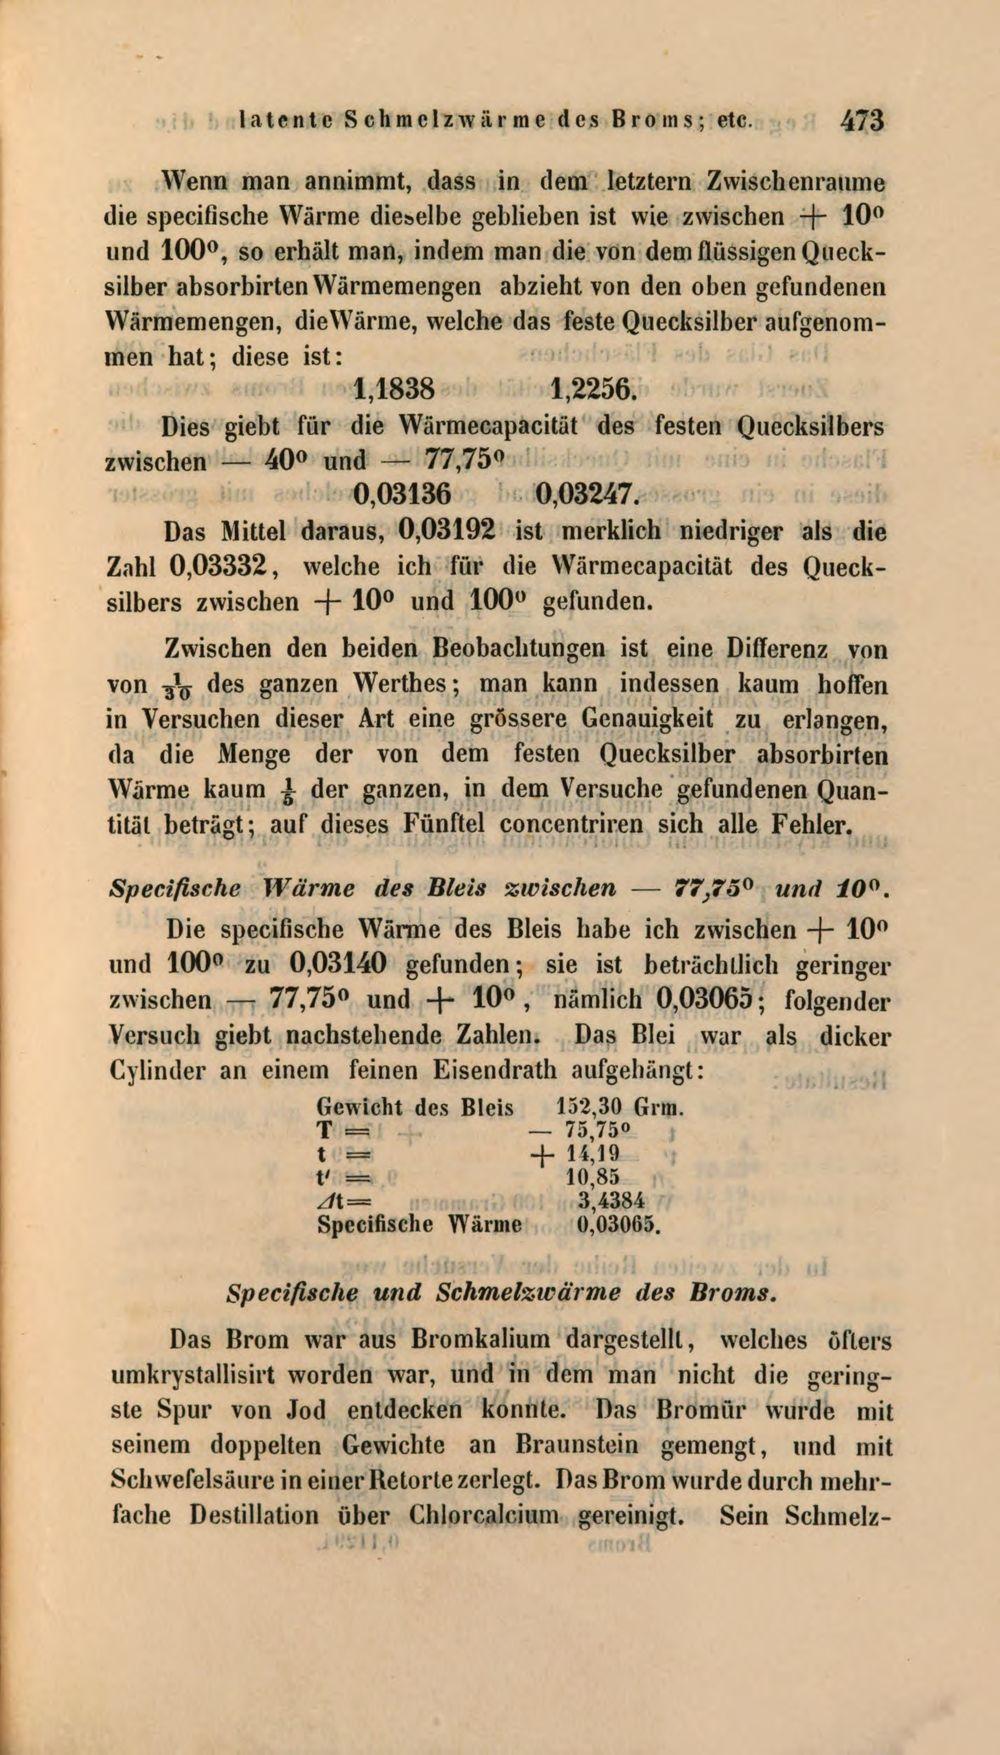 latente Schmelzwärme des Broms; etc. 473
Wenn man annimmt, dass in dem letztern Zwischenraume
die specifische Wärme dieselbe geblieben ist wie zwischen + 10⁰
und 100⁰, so erhält man, indem man die von dem flüssigen Queck-
silber absorbirten Wärmemengen abzieht von den oben gefundenen
Wärmemengen, die Wärme, welche das feste Quecksilber aufgenom-
men hat; diese ist:
1,1838 1,2256.
Dies giebt für die Wärmecapacität des festen Quecksilbers
zwischen — 40⁰ und — 77,75⁰
0,03136 0,03247.
Das Mittel daraus, 0,03192 ist merklich niedriger als die
Zahl 0,03332, welche ich für die Wärmecapacität des Queck-
silbers zwischen + 10⁰ und 100⁰ gefunden.
Zwischen den beiden Beobachtungen ist eine Differenz von
von 1/30 des ganzen Werthes; man kann indessen kaum hoffen
in Versuchen dieser Art eine grössere Genauigkeit zu erlangen,
da die Menge der von dem festen Quecksilber absorbirten
Wärme kaum ⅕ der ganzen, in dem Versuche gefundenen Quan-
tität beträgt; auf dieses Fünftel concentriren sich alle Fehler.
Specifische Wärme des Bleis zwischen — 77,75⁰ und 10⁰.
Die specifische Wärme des Bleis habe ich zwischen + 10⁰
und 100⁰ zu 0,03140 gefunden; sie ist beträchtlich geringer
zwischen — 77,75⁰ und + 10⁰, nämlich 0,03065; folgender
Versuch giebt nachstehende Zahlen. Das Blei war als dicker
Cylinder an einem feinen Eisendrath aufgehängt:
Gewicht des Bleis 152,30 Grm.
T = — 75,75⁰
t = + 14,19
t′ = 10,85
Δt= 3,4384
Specifische Wärme 0,03065.
Specifische und Schmelzwärme des Broms.
Das Brom war aus Bromkalium dargestellt, welches öfters
umkrystallisirt worden war, und in dem man nicht die gering-
ste Spur von Jod entdecken konnte. Das Bromür wurde mit
seinem doppelten Gewichte an Braunstein gemengt, und mit
Schwefelsäure in einer Retorte zerlegt. Das Brom wurde durch mehr-
fache Destillation über Chlorcalcium gereinigt. Sein Schmelz-